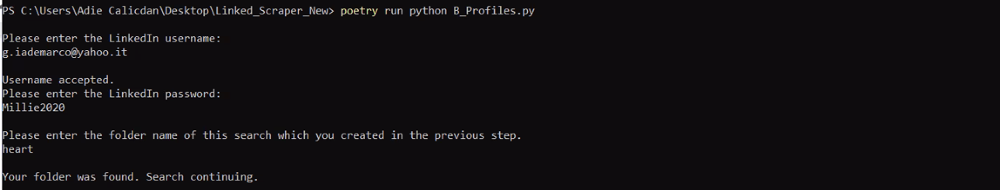 PS C:\Users\Adie Calicdan\Desktop\Linked_Scraper_New> poetry run python B_Profiles.py
Please enter the LinkedIn username:
g.iademarco@yahoo.it
Username accepted.
Please enter the LinkedIn password:
Millie2020
Please enter the folder name of this search which you created in the previous step.
heart
Your folder was found. Search continuing.